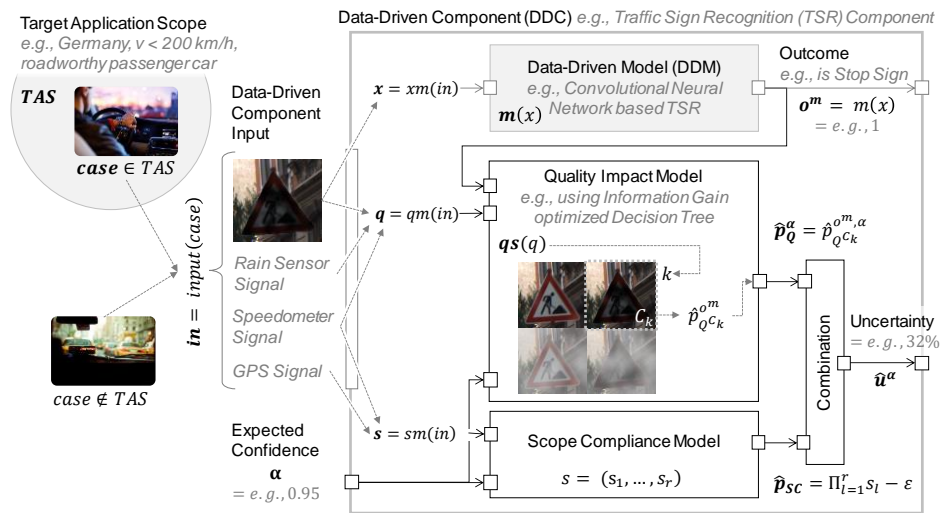 Target Application Scope
e.g., Germany, v < 200 km/h,
roadworthy passenger car
TAS
case ∈ TAS
case ∉ TAS
in = input(case)
Data-Driven
Component
Input
Rain Sensor
Signal
Speedometer
Signal
GPS Signal
Expected
Confidence
α
= e.g., 0.95
Data-Driven Component (DDC) e.g., Traffic Sign Recognition (TSR) Component
x = xm(in)
q = qm(in)
s = sm(in)
Data-Driven Model (DDM)
e.g., Convolutional Neural
Network based TSR
m(x)
Outcome
e.g., is Stop Sign
o^m = m(x)
= e.g., 1
Quality Impact Model
e.g., using Information Gain
optimized Decision Tree
qs(q)
k
C_k
p̂_{QC_k}^{o^m}
p̂_Q^α = p̂_{QC_k}^{o^m,α}
Combination
Uncertainty
= e.g., 32%
û^α
Scope Compliance Model
s = (s_1, …, s_r)
p̂_{SC} = Π_{l=1}^r s_l − ε